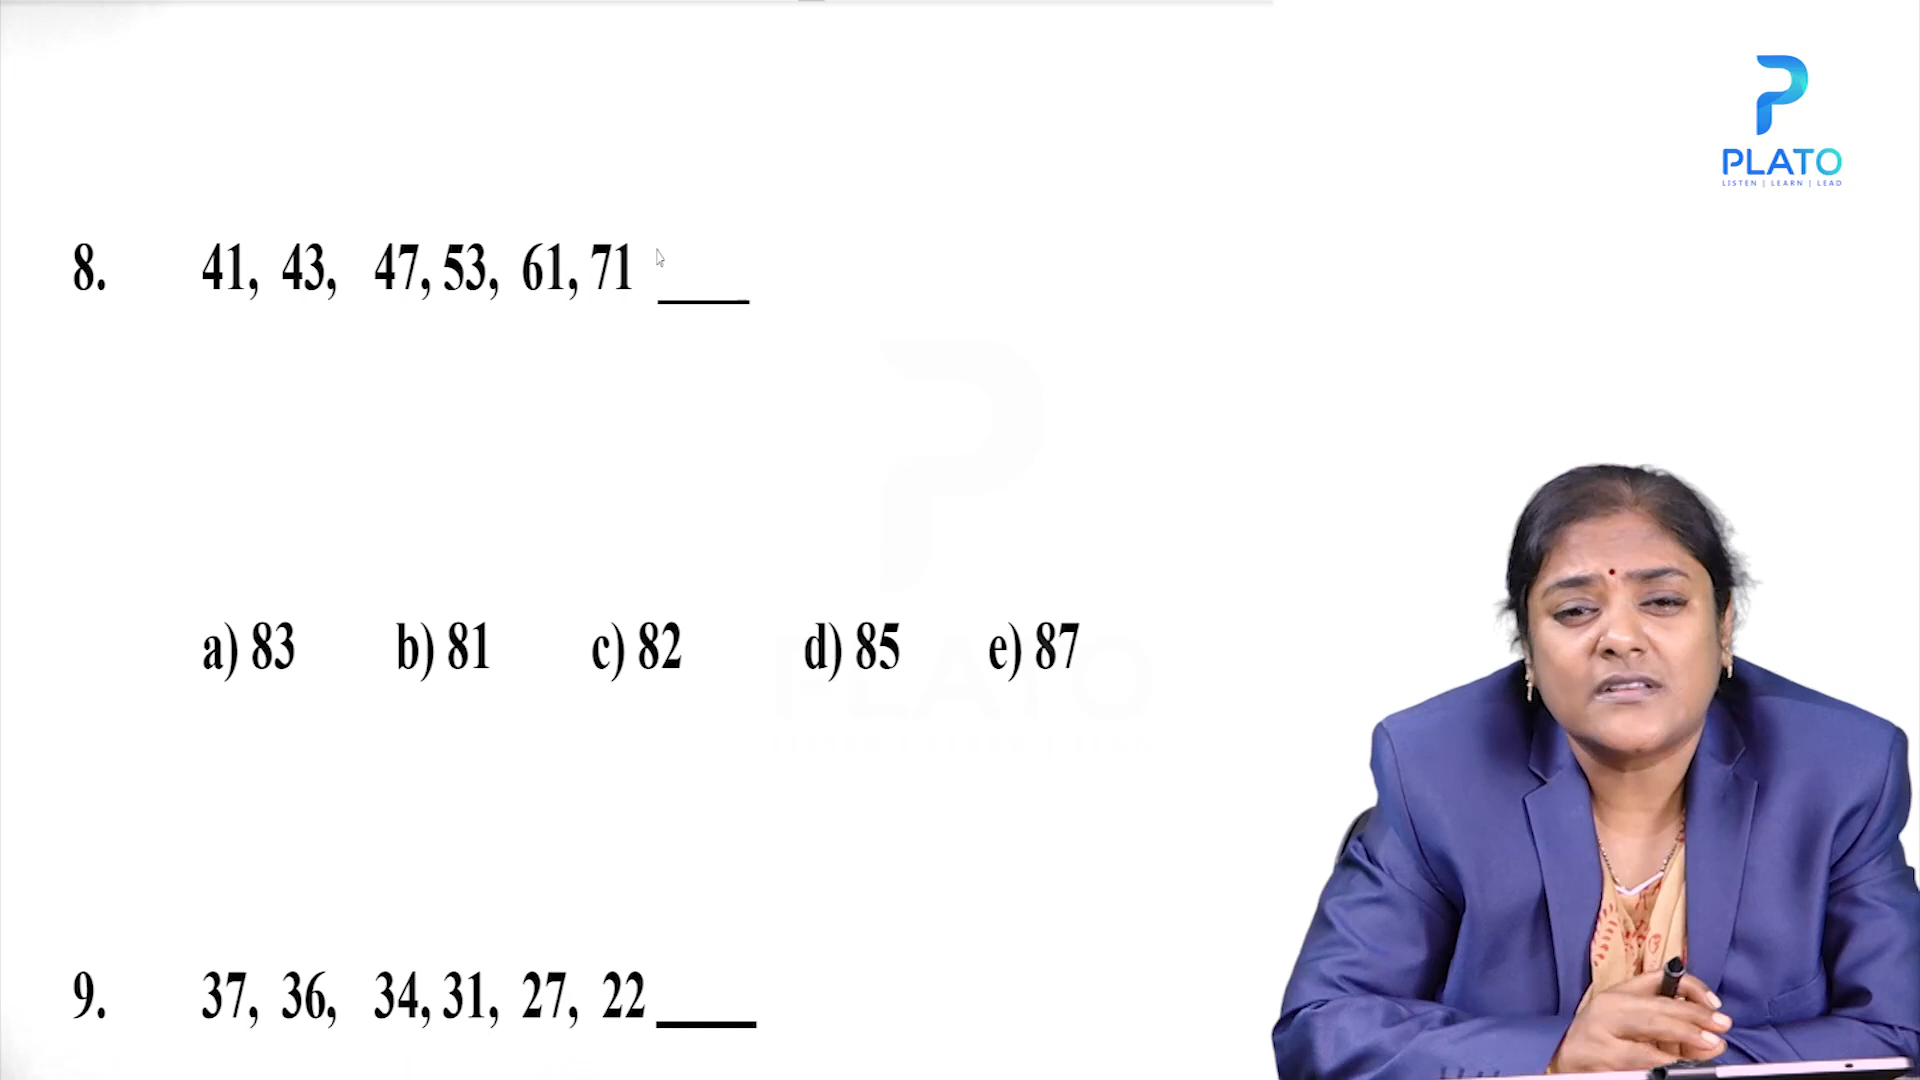 PLATO
LISTEN | LEARN | LEAD
8. 41, 43, 47, 53, 61, 71 ____
a) 83 b) 81 c) 82 d) 85 e) 87
PLATO
9. 37, 36, 34, 31, 27, 22 ____